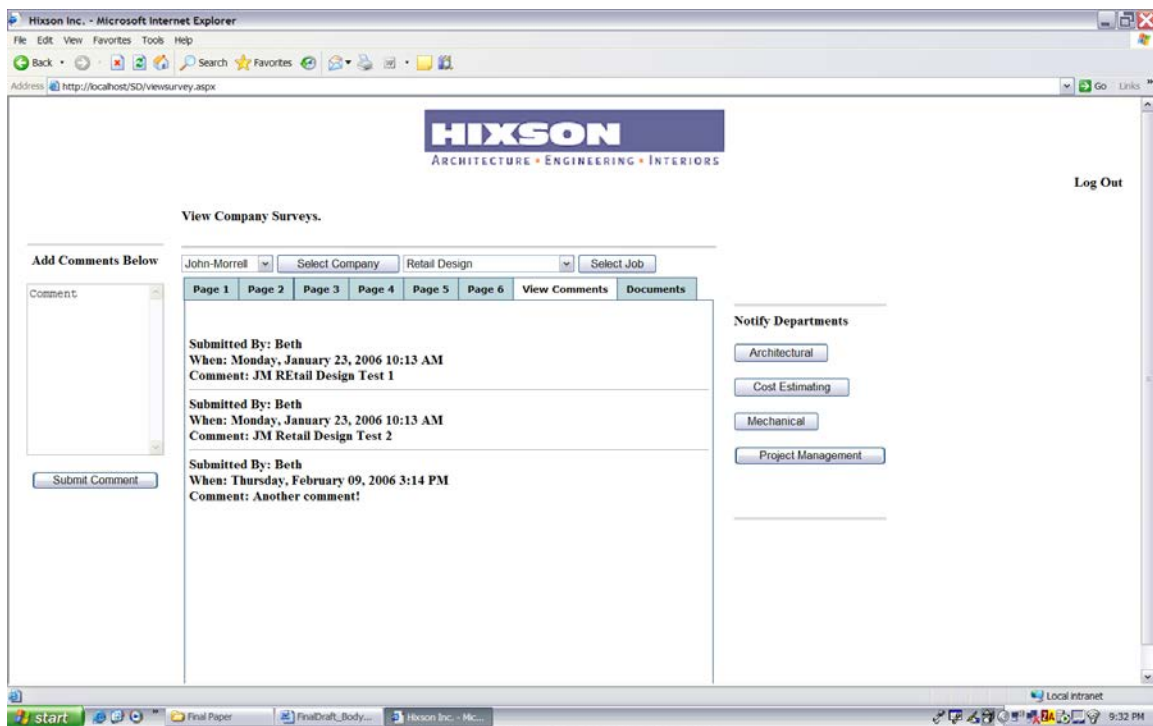 Hixson Inc. - Microsoft Internet Explorer
File Edit View Favorites Tools Help
Back Search Favorites
Address http://localhost/SD/viewsurvey.aspx Go Links »
HIXSON
ARCHITECTURE • ENGINEERING • INTERIORS
Log Out
View Company Surveys.
Add Comments Below
Comment
Submit Comment
John-Morrell Select Company Retail Design Select Job
Page 1 Page 2 Page 3 Page 4 Page 5 Page 6 View Comments Documents
Submitted By: Beth
When: Monday, January 23, 2006 10:13 AM
Comment: JM REtail Design Test 1
Submitted By: Beth
When: Monday, January 23, 2006 10:13 AM
Comment: JM Retail Design Test 2
Submitted By: Beth
When: Thursday, February 09, 2006 3:14 PM
Comment: Another comment!
Notify Departments
Architectural
Cost Estimating
Mechanical
Project Management
Local intranet
start » Final Paper FinalDraft_Body... Hixson Inc. - Mic... 9:32 PM